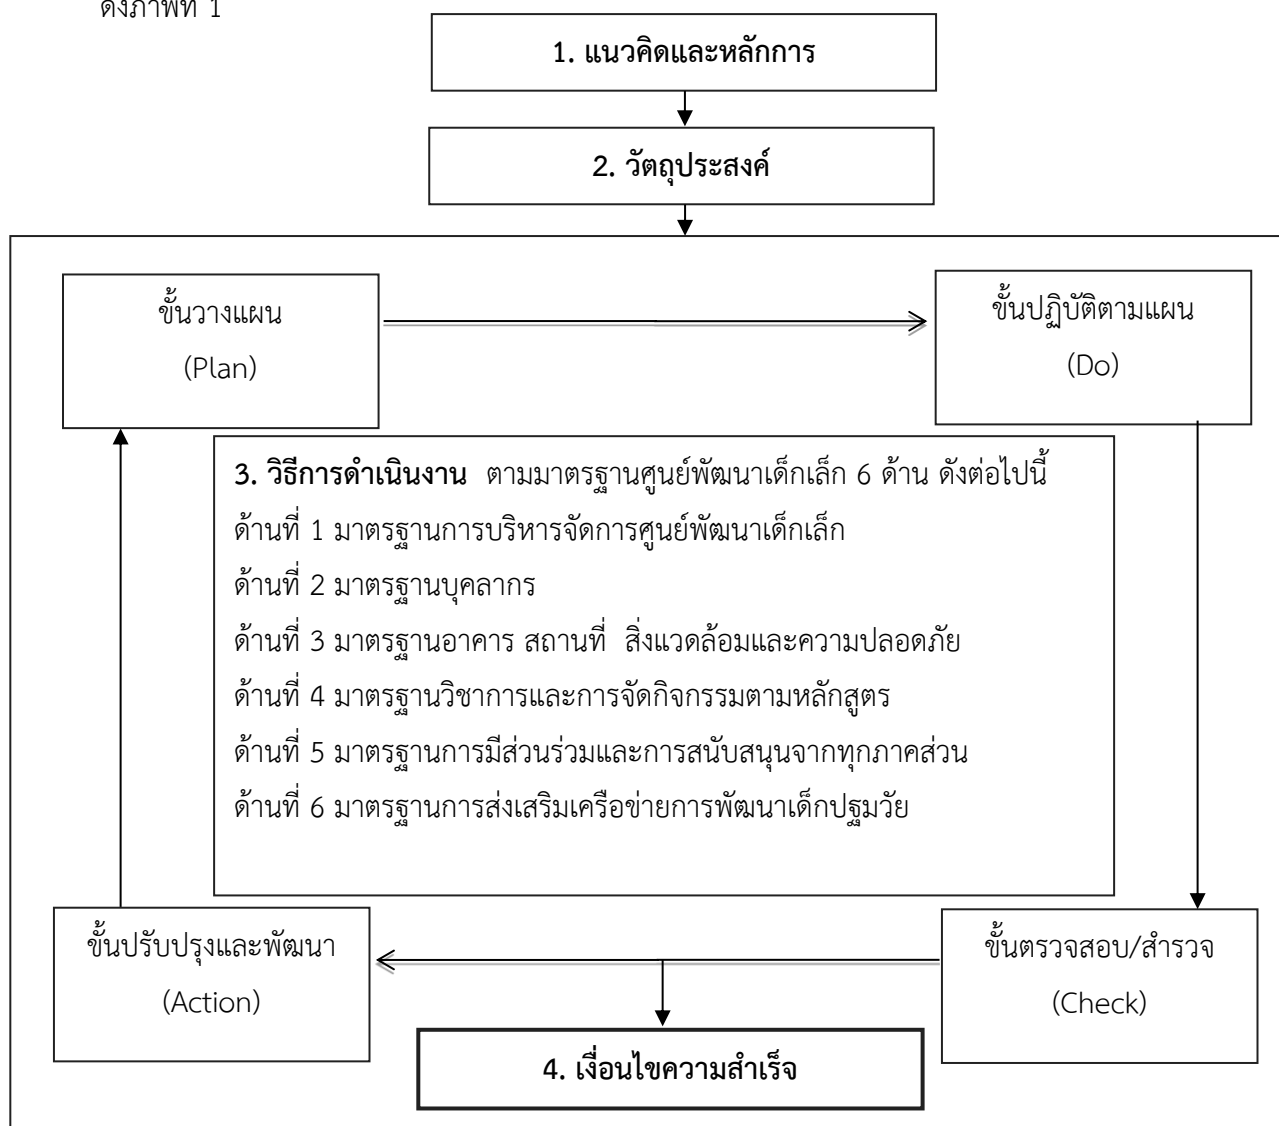 ดังภาพที่ 1
1. แนวคิดและหลักการ
2. วัตถุประสงค์
ขั้นวางแผน
(Plan)
ขั้นปฏิบัติตามแผน
(Do)
3. วิธีการดำเนินงาน ตามมาตรฐานศูนย์พัฒนาเด็กเล็ก 6 ด้าน ดังต่อไปนี้
ด้านที่ 1 มาตรฐานการบริหารจัดการศูนย์พัฒนาเด็กเล็ก
ด้านที่ 2 มาตรฐานบุคลากร
ด้านที่ 3 มาตรฐานอาคาร สถานที่ สิ่งแวดล้อมและความปลอดภัย
ด้านที่ 4 มาตรฐานวิชาการและการจัดกิจกรรมตามหลักสูตร
ด้านที่ 5 มาตรฐานการมีส่วนร่วมและการสนับสนุนจากทุกภาคส่วน
ด้านที่ 6 มาตรฐานการส่งเสริมเครือข่ายการพัฒนาเด็กปฐมวัย
ขั้นปรับปรุงและพัฒนา
(Action)
ขั้นตรวจสอบ/สำรวจ
(Check)
4. เงื่อนไขความสำเร็จ